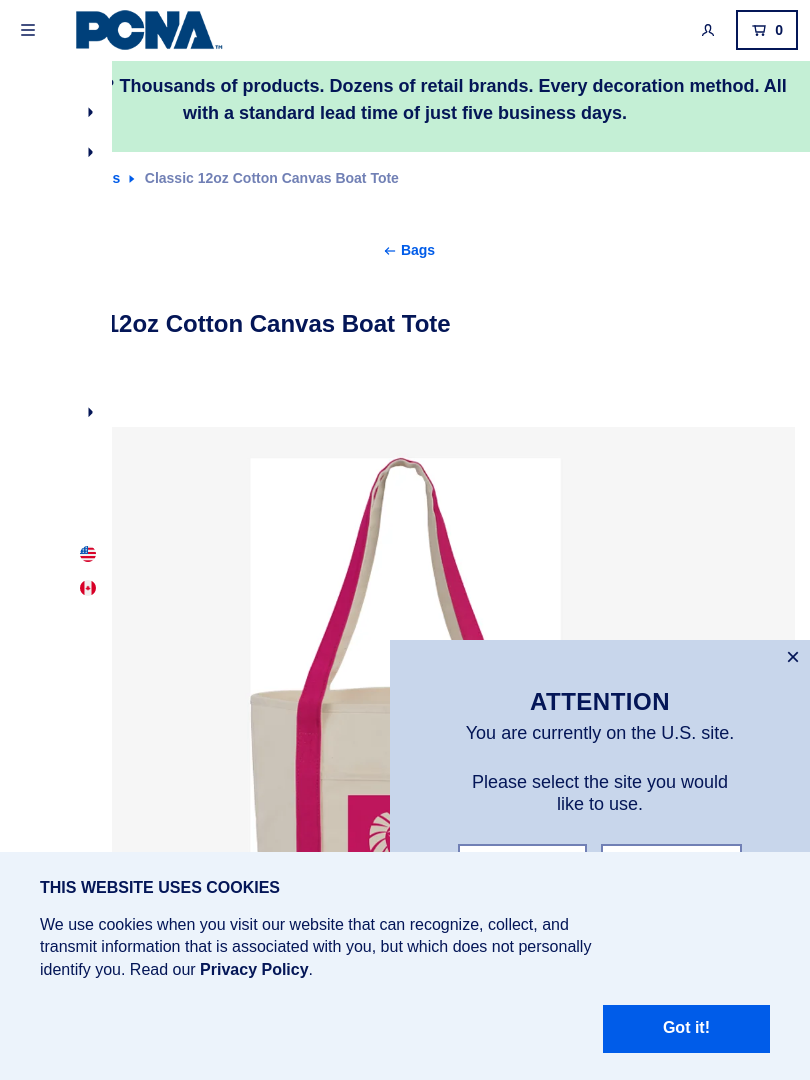 PCNA™
0
? Thousands of products. Dozens of retail brands. Every decoration method. All
with a standard lead time of just five business days.
s Classic 12oz Cotton Canvas Boat Tote
Bags
12oz Cotton Canvas Boat Tote
ATTENTION
You are currently on the U.S. site.
Please select the site you would
like to use.
THIS WEBSITE USES COOKIES
We use cookies when you visit our website that can recognize, collect, and
transmit information that is associated with you, but which does not personally
identify you. Read our Privacy Policy.
Got it!